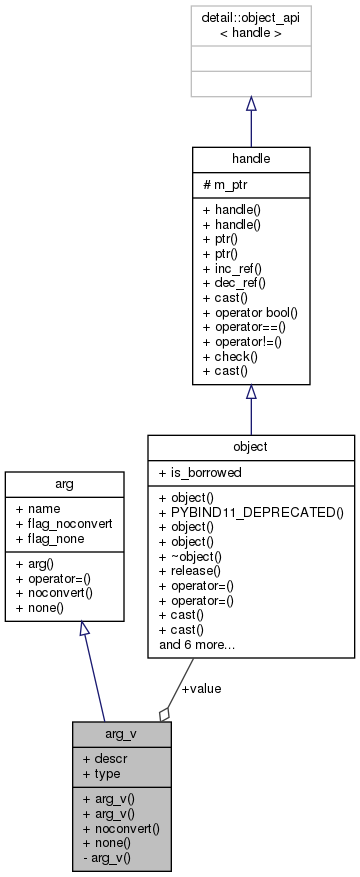 detail::object_api
< handle >
handle
# m_ptr
+ handle()
+ handle()
+ ptr()
+ ptr()
+ inc_ref()
+ dec_ref()
+ cast()
+ operator bool()
+ operator==()
+ operator!=()
+ check()
+ cast()
object
+ is_borrowed
+ object()
+ PYBIND11_DEPRECATED()
+ object()
+ object()
+ ~object()
+ release()
+ operator=()
+ operator=()
+ cast()
+ cast()
and 6 more...
arg
+ name
+ flag_noconvert
+ flag_none
+ arg()
+ operator=()
+ noconvert()
+ none()
+value
arg_v
+ descr
+ type
+ arg_v()
+ arg_v()
+ noconvert()
+ none()
- arg_v()